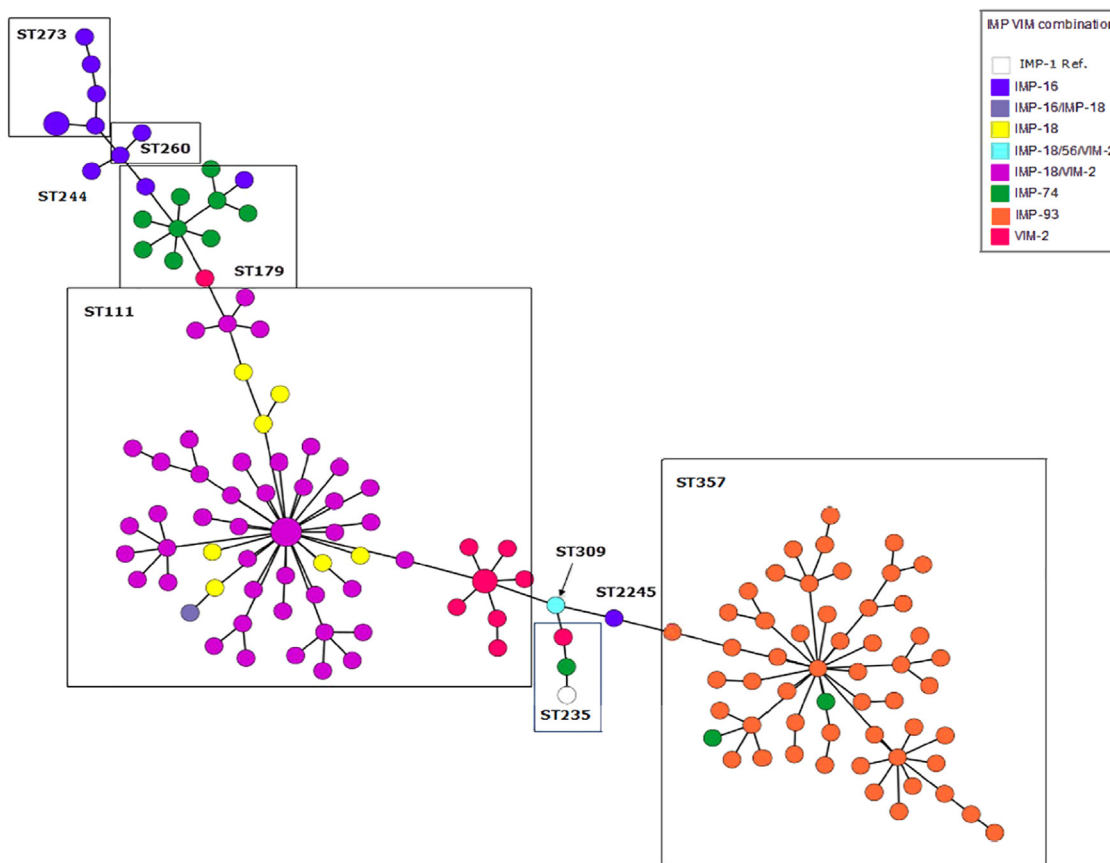 ST273
ST260
ST244
ST179
ST111
ST357
ST309
ST2245
ST235
IMP VIM combination
IMP-1 Ref.
IMP-16
IMP-16/IMP-18
IMP-18
IMP-18/56/VIM-2
IMP-18/VIM-2
IMP-74
IMP-93
VIM-2